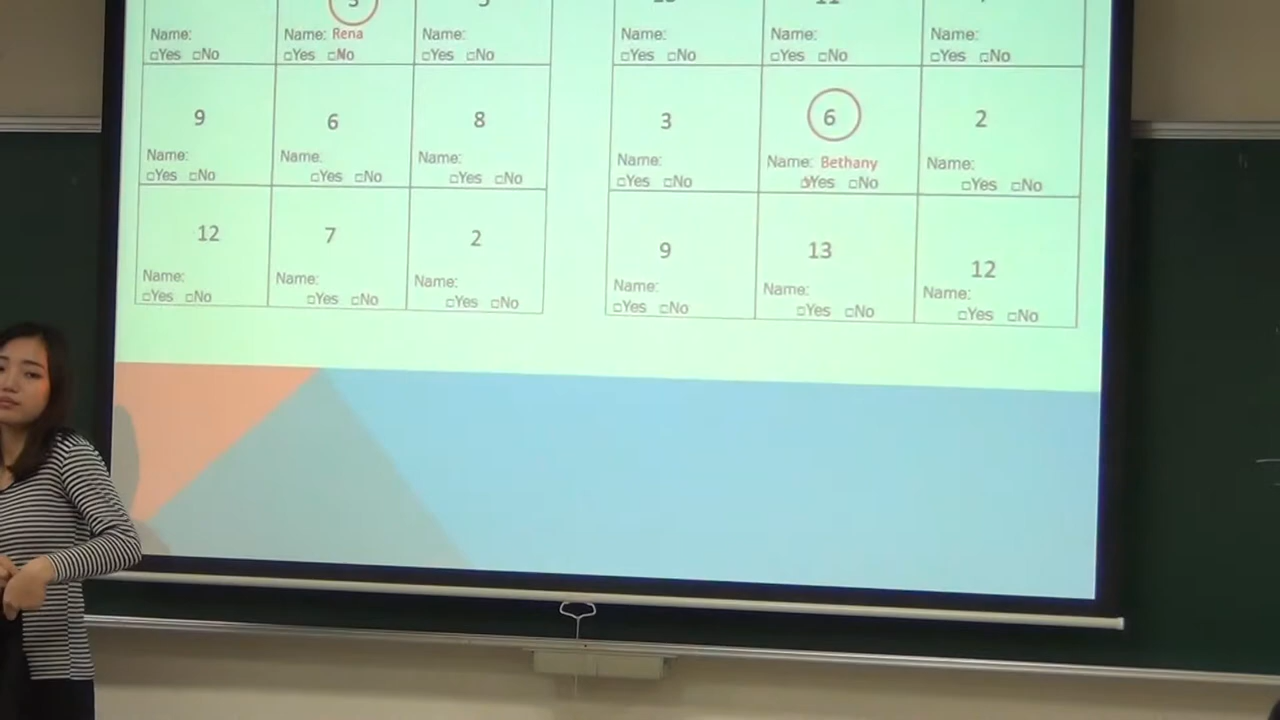 Name: Name: Rena Name:
□Yes □No □Yes □No □Yes □No
9 6 8
Name: Name: Name:
□Yes □No □Yes □No □Yes □No
12 7 2
Name: Name: Name:
□Yes □No □Yes □No □Yes □No
Name: Name: Name:
□Yes □No □Yes □No □Yes □No
3 6 2
Name: Name: Bethany Name:
□Yes □No □Yes □No □Yes □No
9 13 12
Name: Name: Name:
□Yes □No □Yes □No □Yes □No